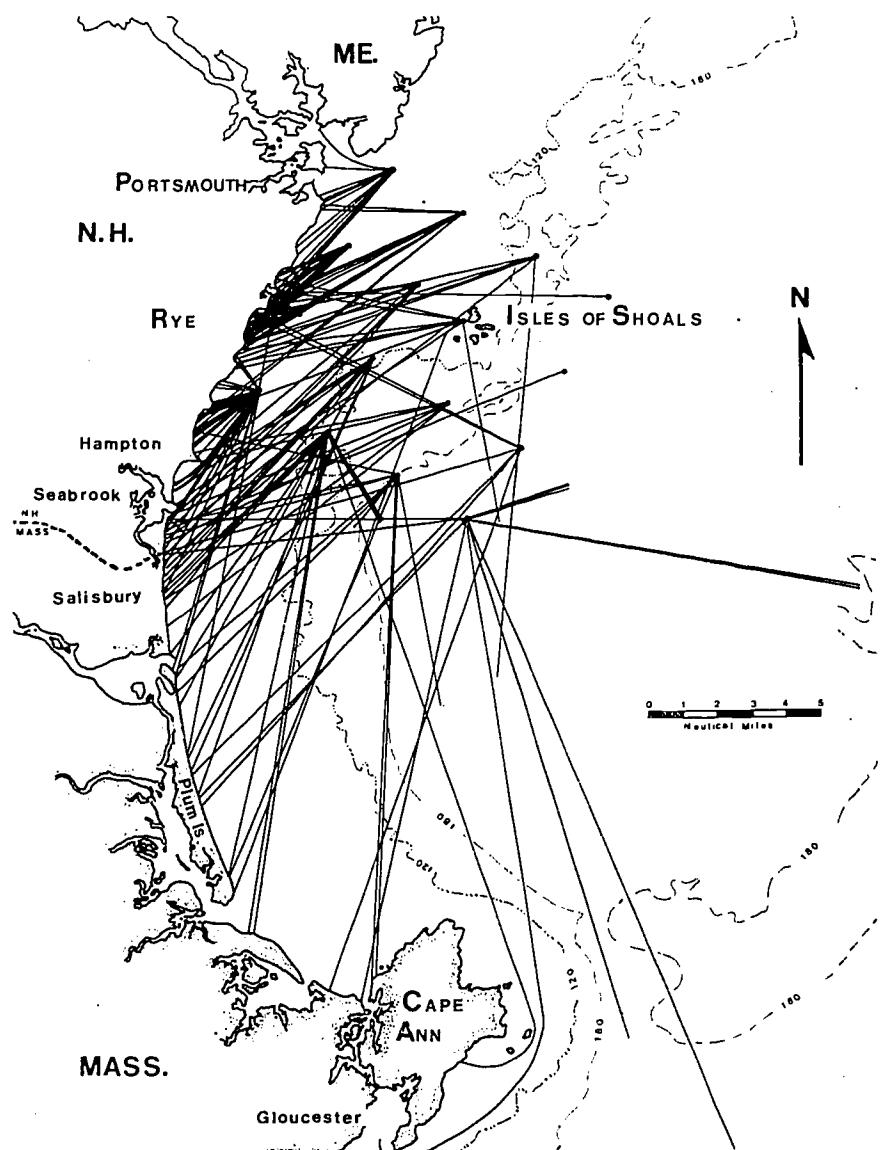 ME.
180
120
PORTSMOUTH
N.H.
N
RYE
ISLES OF SHOALS
Hampton
Seabrook
NH
MASS
Salisbury
0 1 2 3 4 5
Nautical Miles
Plum Is
180
120
180
120
180
180
CAPE
ANN
MASS.
Gloucester